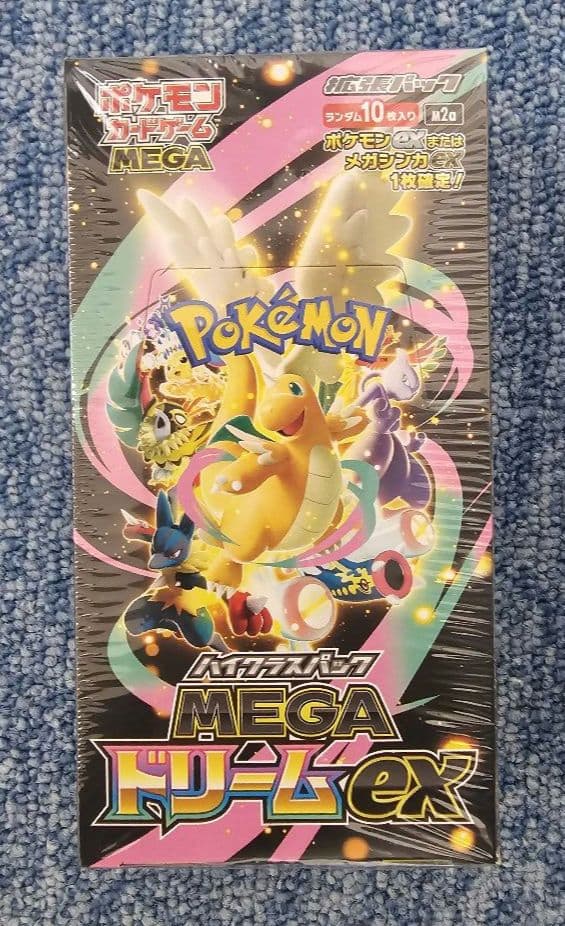 ポケモン
カードゲーム
MEGA
拡張パック
ランダム10枚入り
M2a
ポケモンexまたは
メガシンカex
1枚確定!
POKéMON
ハイクラスパック
MEGA
ドリームex